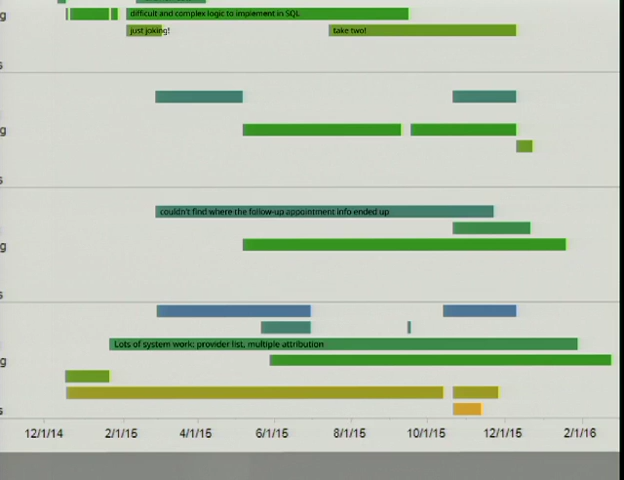 g
difficult and complex logic to implement in SQL
just joking!
take two!
s
g
s
couldn't find where the follow-up appointment info ended up
g
s
Lots of system work; provider list, multiple attribution
g
s
12/1/14 2/1/15 4/1/15 6/1/15 8/1/15 10/1/15 12/1/15 2/1/16